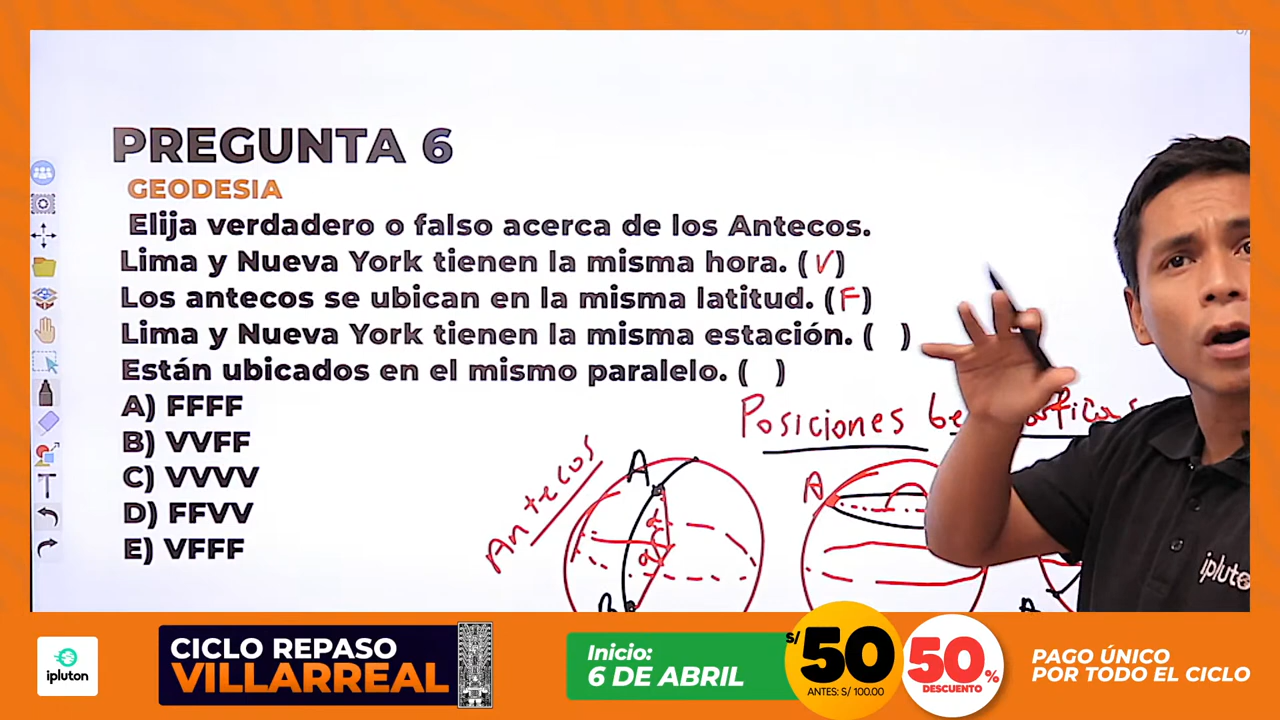 PREGUNTA 6
GEODESIA
Elija verdadero o falso acerca de los Antecos.
Lima y Nueva York tienen la misma hora. (V)
Los antecos se ubican en la misma latitud. (F)
Lima y Nueva York tienen la misma estación. ( )
Están ubicados en el mismo paralelo. ( )
A) FFFF
B) VVFF
C) VVVV
D) FFVV
E) VFFF
Posiciones
Antecos
A
α
α
B
A
A
ipluton
ipluton
CICLO REPASO
VILLARREAL
Inicio:
6 DE ABRIL
S/ 50
ANTES: S/ 100.00
50%
DESCUENTO
PAGO ÚNICO
POR TODO EL CICLO